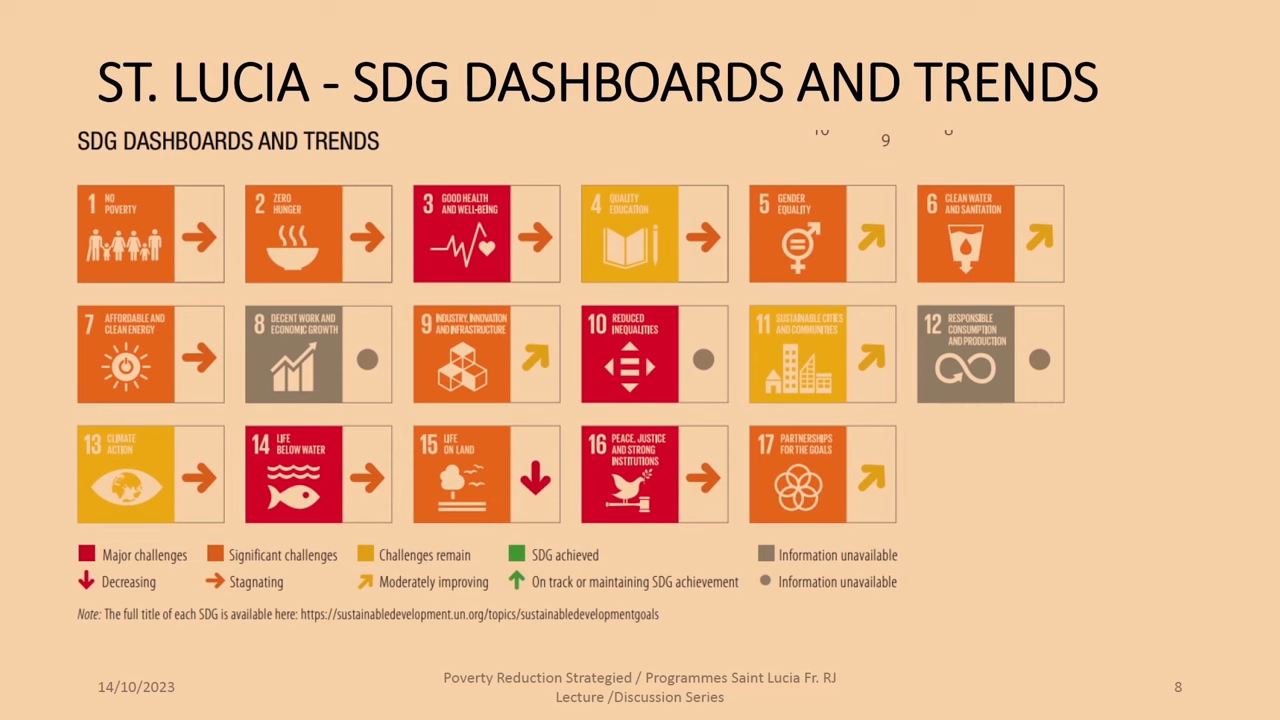 ST. LUCIA - SDG DASHBOARDS AND TRENDS
SDG DASHBOARDS AND TRENDS
9
1 NO
POVERTY
2 ZERO
HUNGER
3 GOOD HEALTH
AND WELL-BEING
4 QUALITY
EDUCATION
5 GENDER
EQUALITY
6 CLEAN WATER
AND SANITATION
7 AFFORDABLE AND
CLEAN ENERGY
8 DECENT WORK AND
ECONOMIC GROWTH
9 INDUSTRY, INNOVATION
AND INFRASTRUCTURE
10 REDUCED
INEQUALITIES
11 SUSTAINABLE CITIES
AND COMMUNITIES
12 RESPONSIBLE
CONSUMPTION
AND PRODUCTION
13 CLIMATE
ACTION
14 LIFE
BELOW WATER
15 LIFE
ON LAND
16 PEACE, JUSTICE
AND STRONG
INSTITUTIONS
17 PARTNERSHIPS
FOR THE GOALS
Major challenges Significant challenges Challenges remain SDG achieved Information unavailable
Decreasing Stagnating Moderately improving On track or maintaining SDG achievement Information unavailable
Note: The full title of each SDG is available here: https://sustainabledevelopment.un.org/topics/sustainabledevelopmentgoals
14/10/2023
Poverty Reduction Strategied / Programmes Saint Lucia Fr. RJ
Lecture /Discussion Series
8